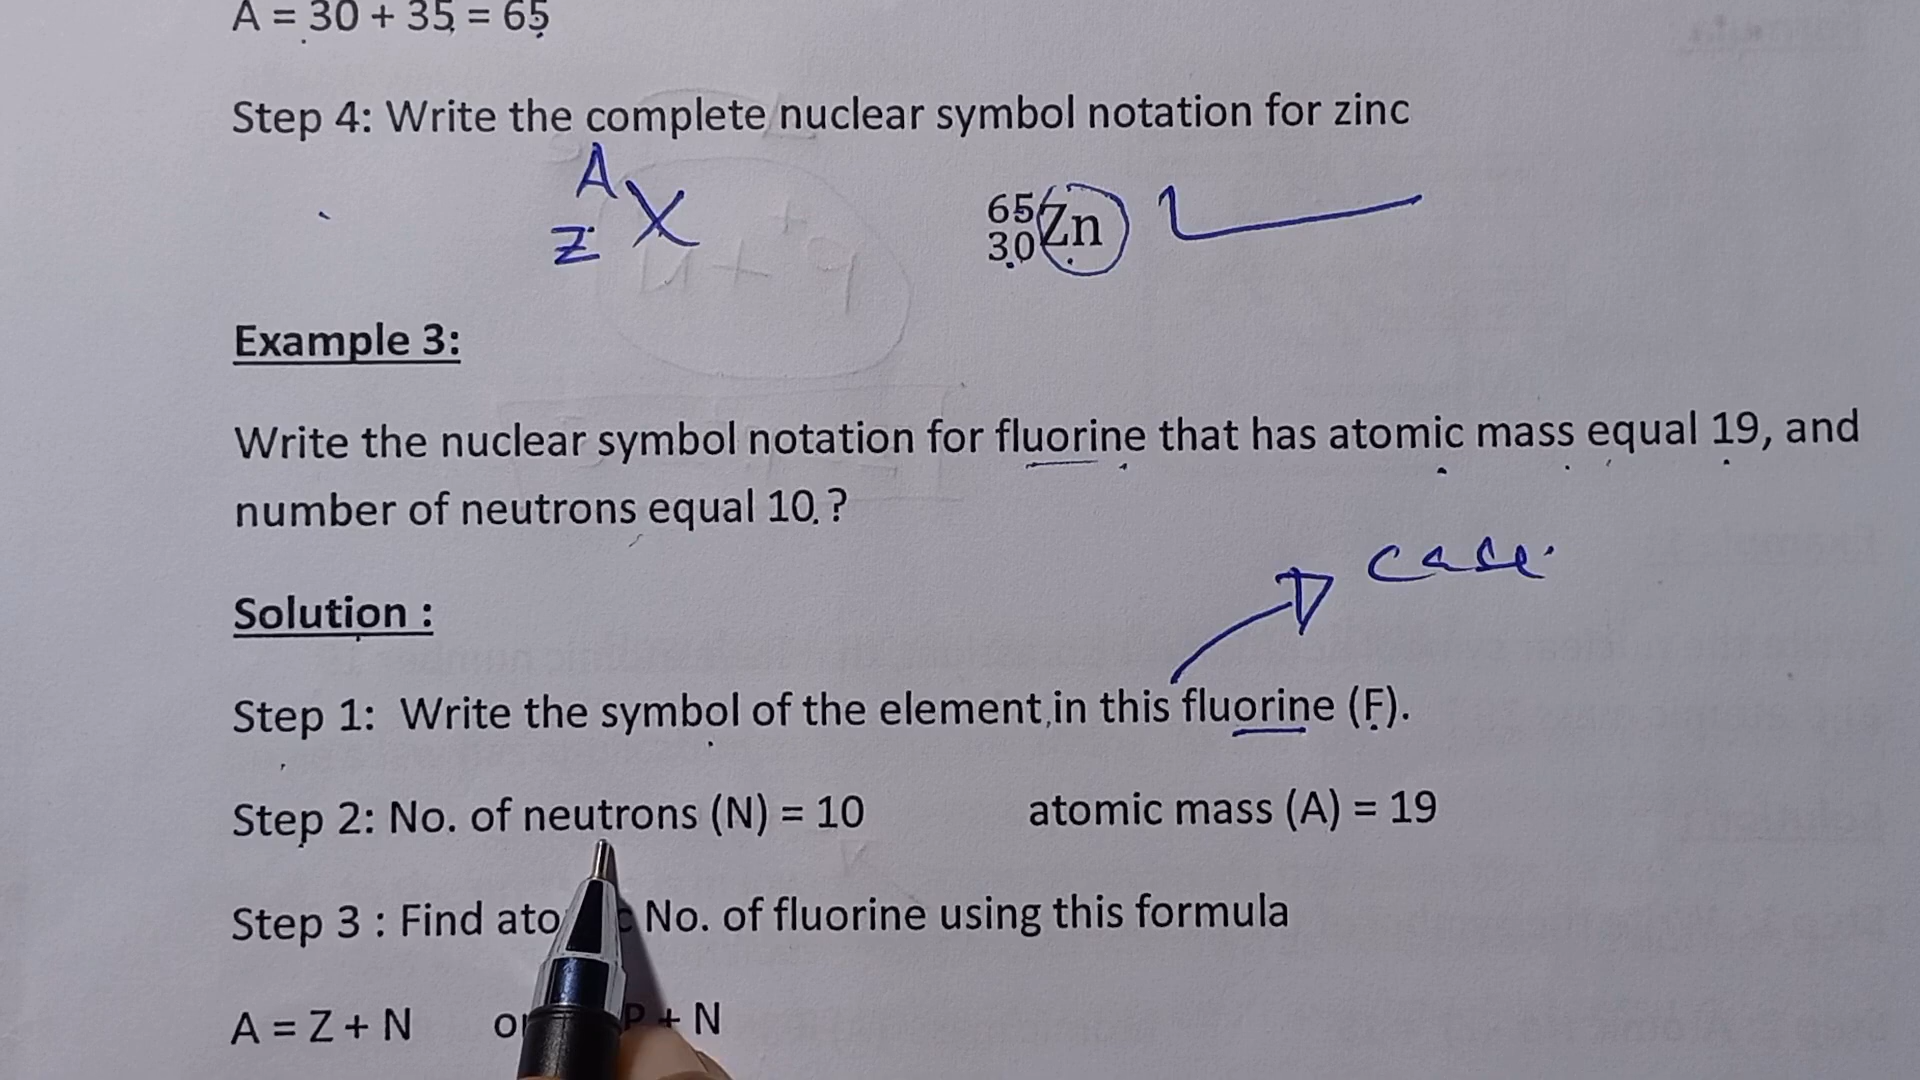 A = 30 + 35 = 65
Step 4: Write the complete nuclear symbol notation for zinc
A
Z X
65
30 Zn
Example 3:
Write the nuclear symbol notation for fluorine that has atomic mass equal 19, and
number of neutrons equal 10 ?
case.
Solution :
Step 1: Write the symbol of the element in this fluorine (F).
Step 2: No. of neutrons (N) = 10 atomic mass (A) = 19
Step 3 : Find No. of fluorine using this formula
A = Z + N P + N